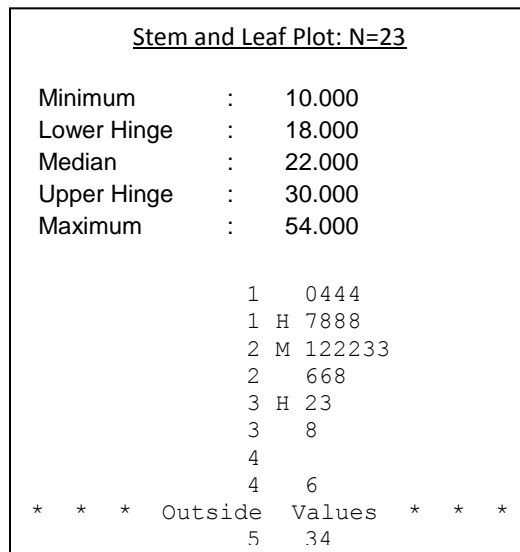 Stem and Leaf Plot: N=23
Minimum : 10.000
Lower Hinge : 18.000
Median : 22.000
Upper Hinge : 30.000
Maximum : 54.000
1 0444
1 H 7888
2 M 122233
2 668
3 H 23
3 8
4
4 6
* * * Outside Values * * *
5 34